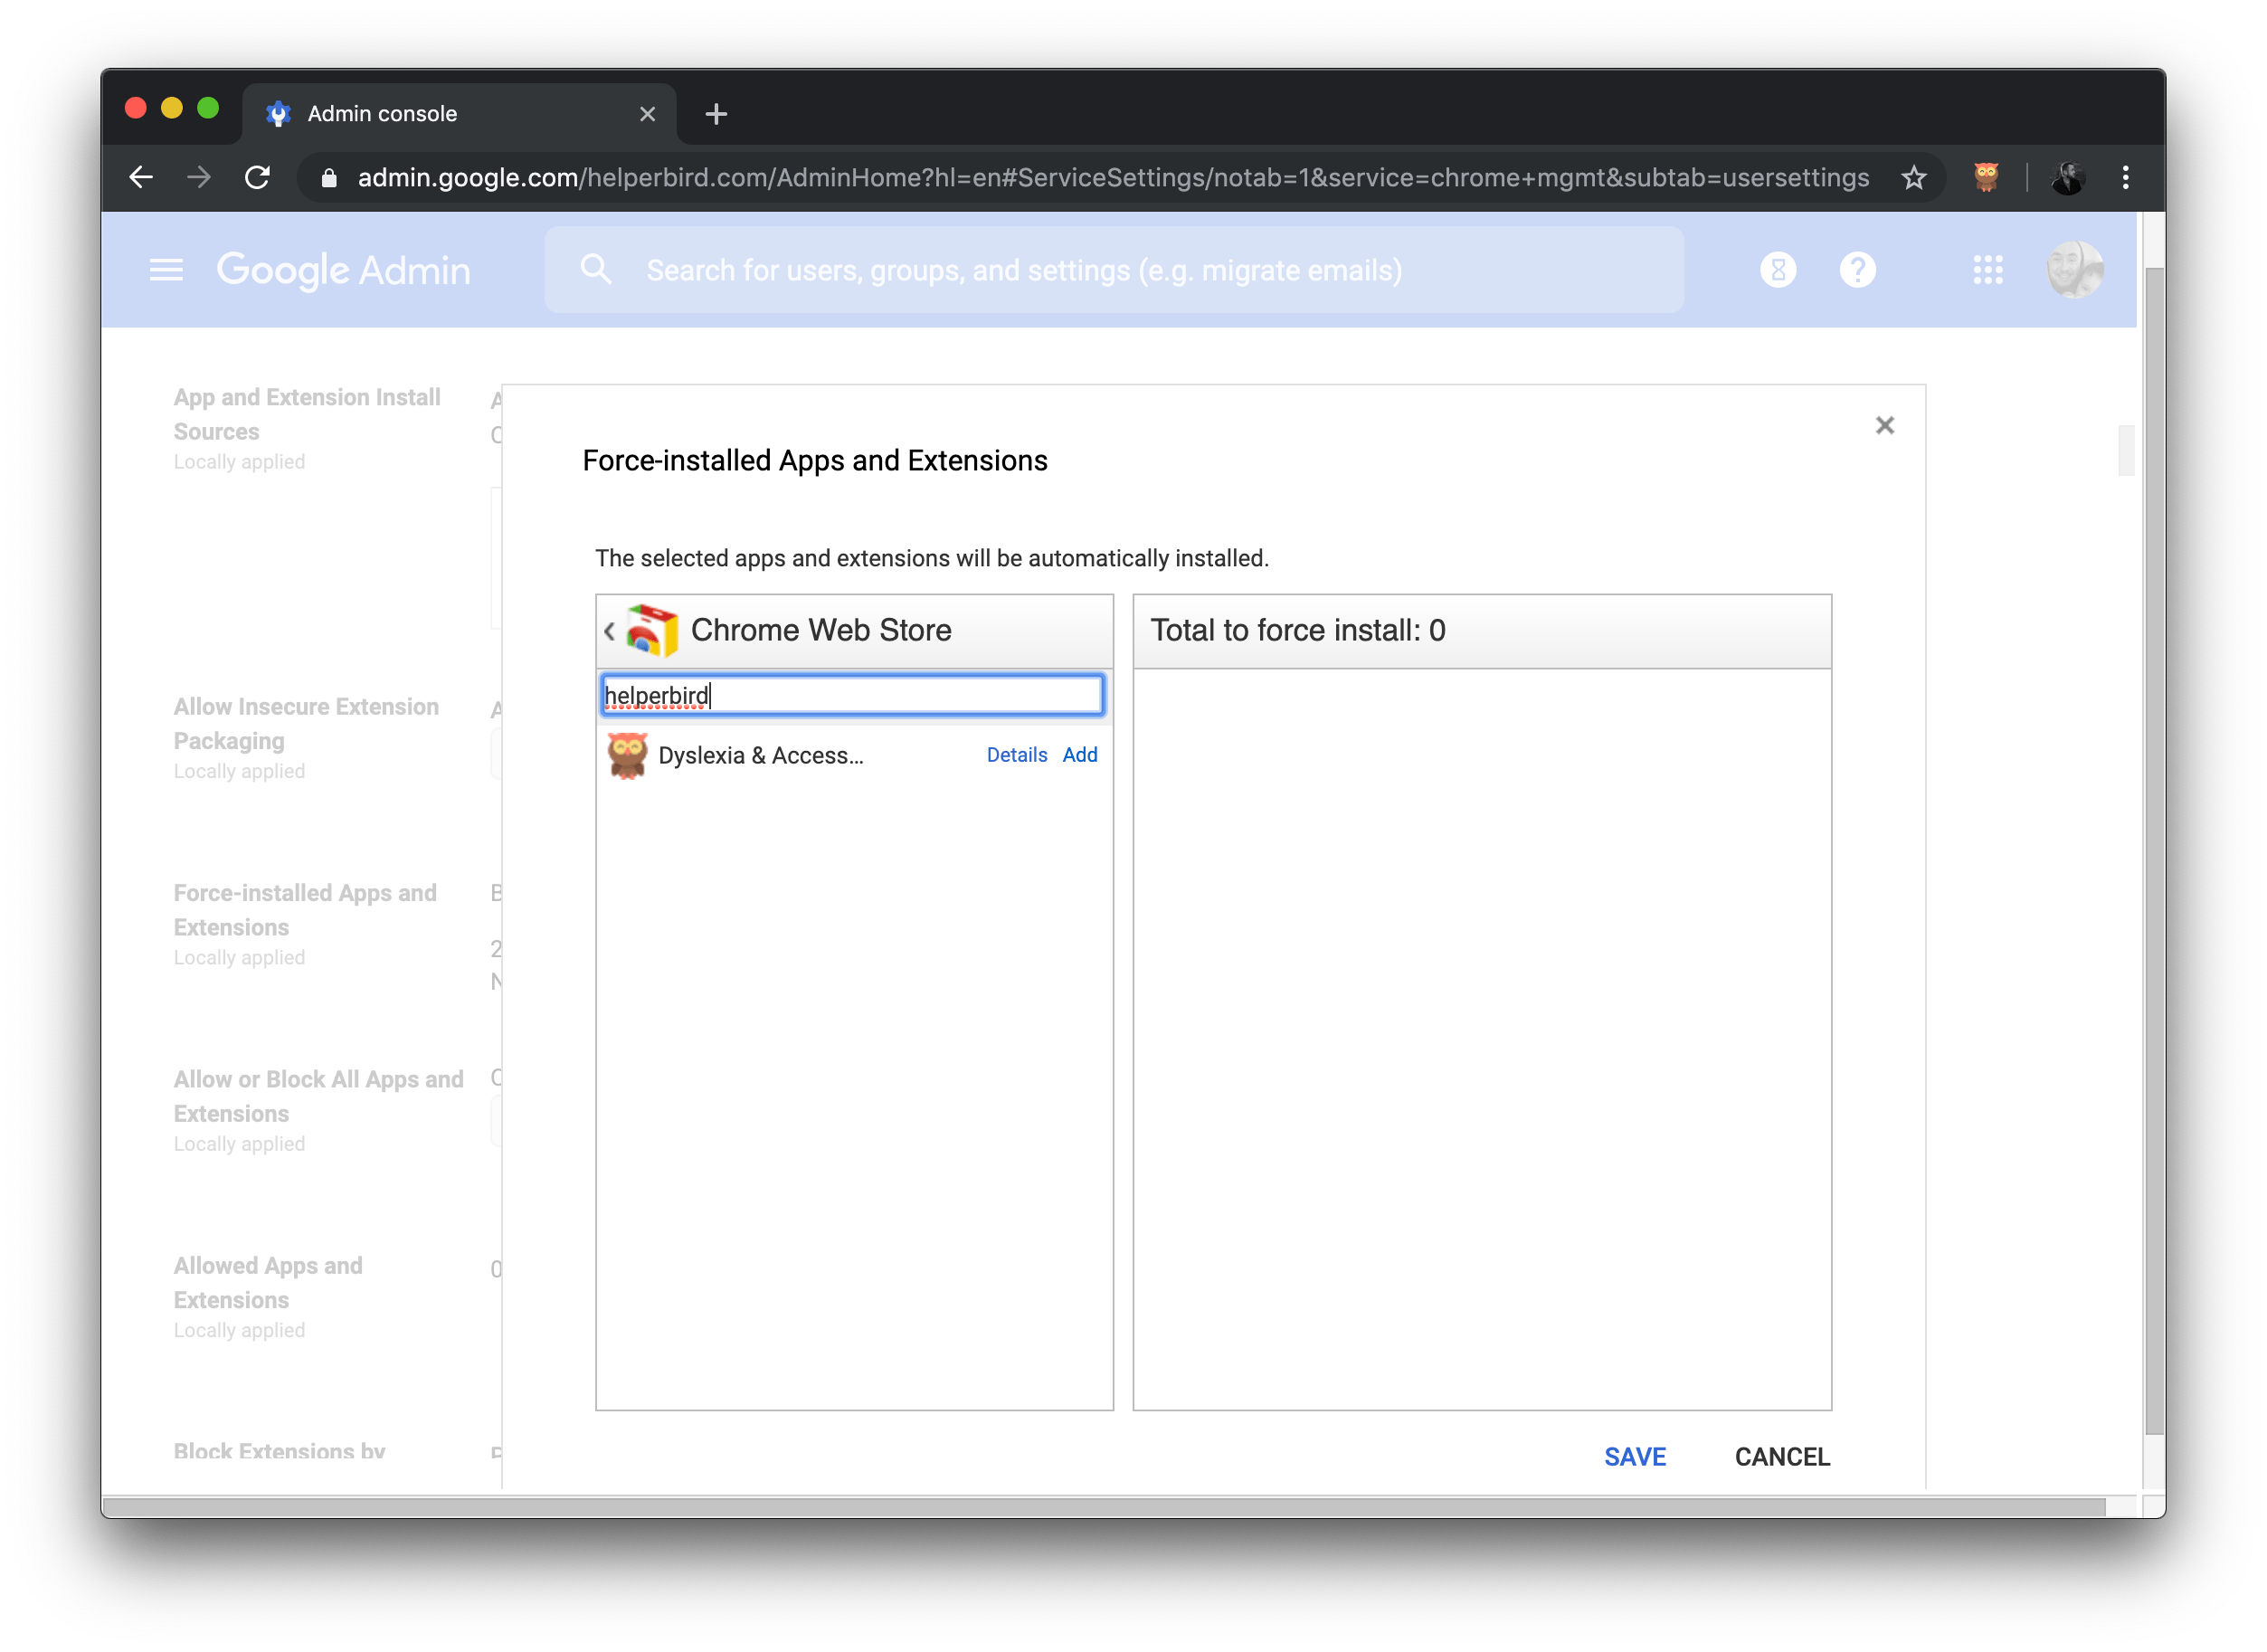 Admin console
admin.google.com/helperbird.com/AdminHome?hl=en#ServiceSettings/notab=1&service=chrome+mgmt&subtab=usersettings
Google Admin
Search for users, groups, and settings (e.g. migrate emails)
App and Extension Install
Sources
Locally applied
Allow Insecure Extension
Packaging
Locally applied
Force-installed Apps and
Extensions
Locally applied
Allow or Block All Apps and
Extensions
Locally applied
Allowed Apps and
Extensions
Locally applied
Block Extensions by
Force-installed Apps and Extensions
The selected apps and extensions will be automatically installed.
Chrome Web Store
helperbird
Dyslexia & Access... Details Add
Total to force install: 0
SAVE CANCEL